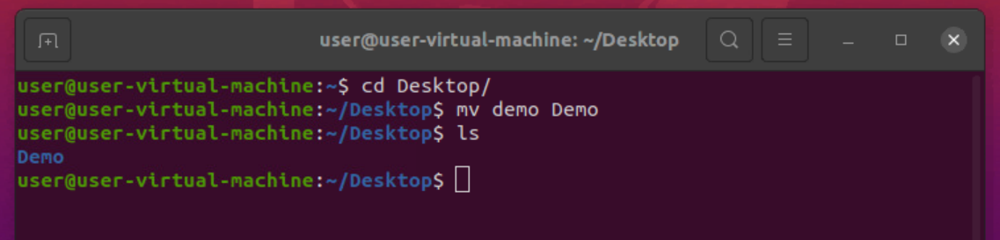 user@user-virtual-machine: ~/Desktop
user@user-virtual-machine:~$ cd Desktop/
user@user-virtual-machine:~/Desktop$ mv demo Demo
user@user-virtual-machine:~/Desktop$ ls
Demo
user@user-virtual-machine:~/Desktop$